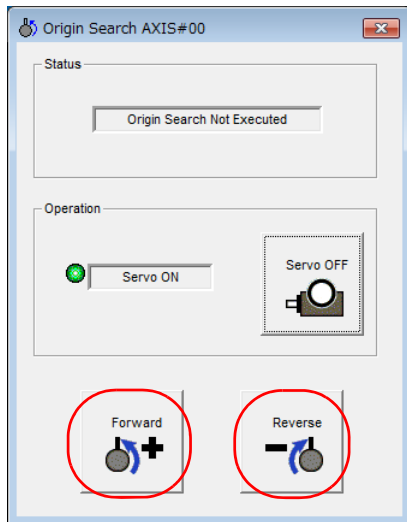 Origin Search AXIS#00
Status
Origin Search Not Executed
Operation
Servo ON
Servo OFF
Forward
Reverse